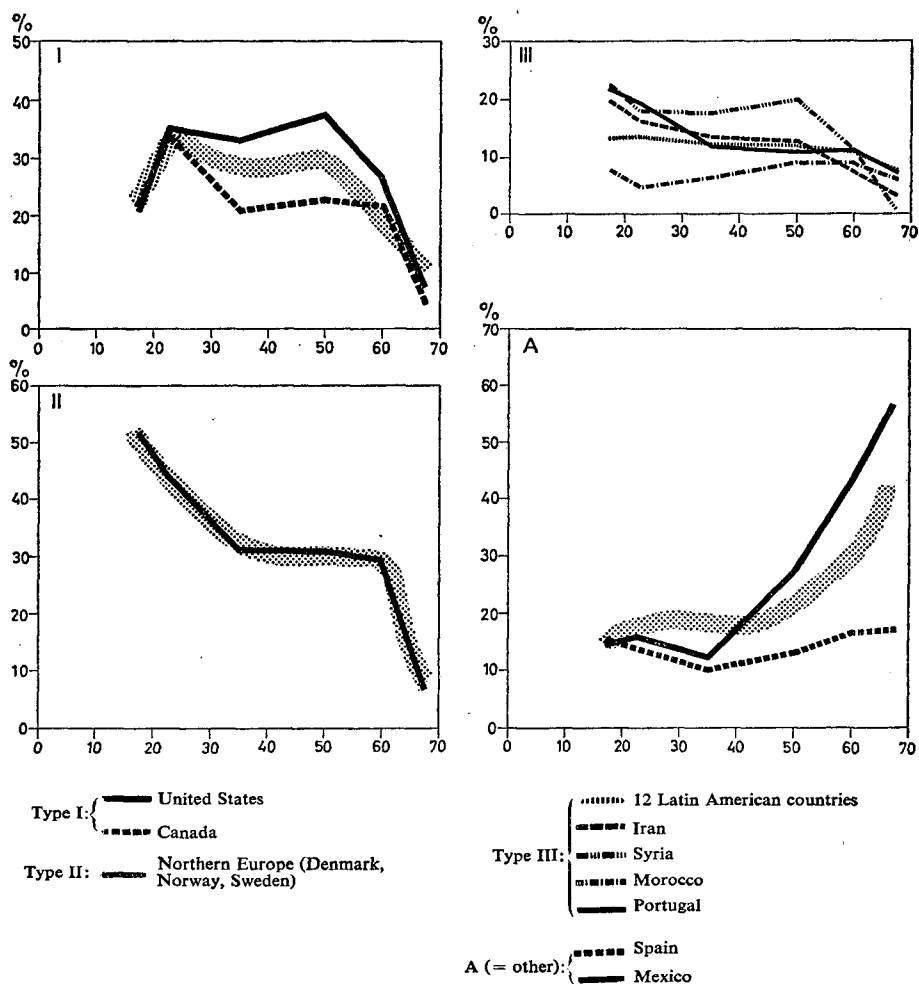 %
50
I
40
30
20
10
0
0 10 20 30 40 50 60 70
%
30
III
20
10
0
0 10 20 30 40 50 60 70
%
60
II
50
40
30
20
10
0
0 10 20 30 40 50 60 70
%
70
A
60
50
40
30
20
10
0
0 10 20 30 40 50 60 70
Type I:
United States
Canada
Type II:
Northern Europe (Denmark,
Norway, Sweden)
Type III:
12 Latin American countries
Iran
Syria
Morocco
Portugal
A (= other):
Spain
Mexico